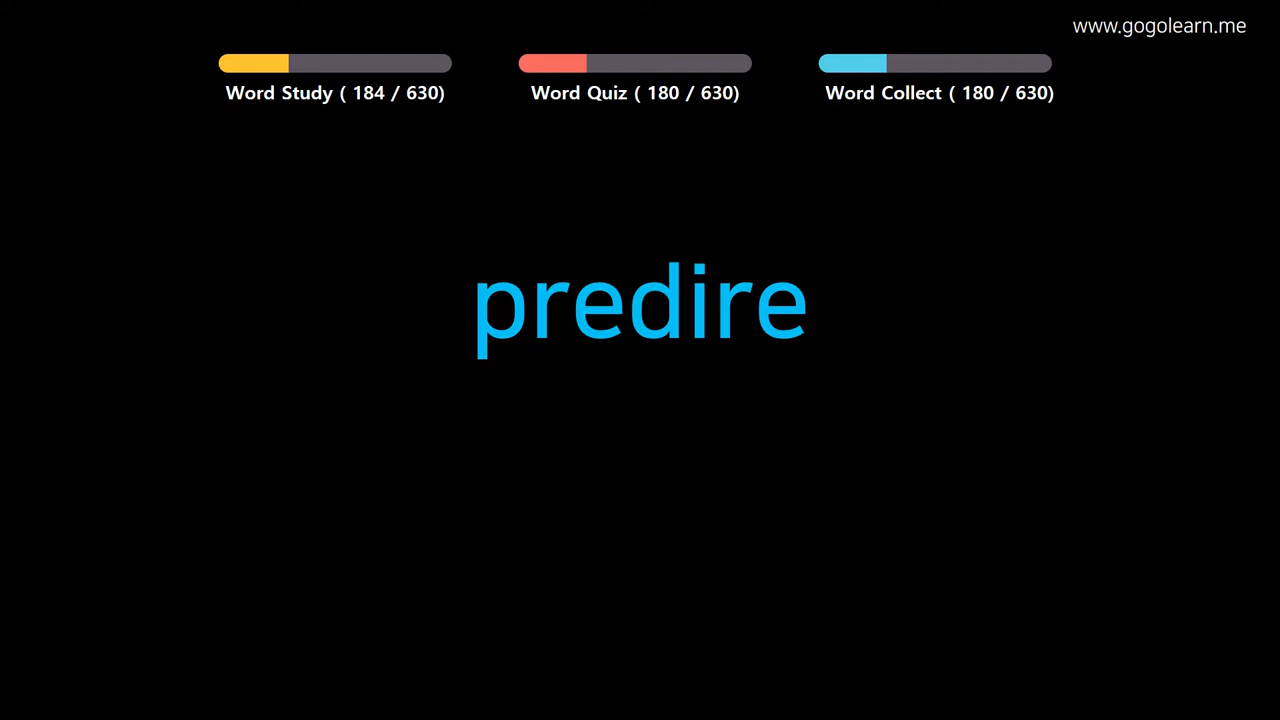 www.gogolearn.me
Word Study ( 184 / 630)
Word Quiz ( 180 / 630)
Word Collect ( 180 / 630)
predire